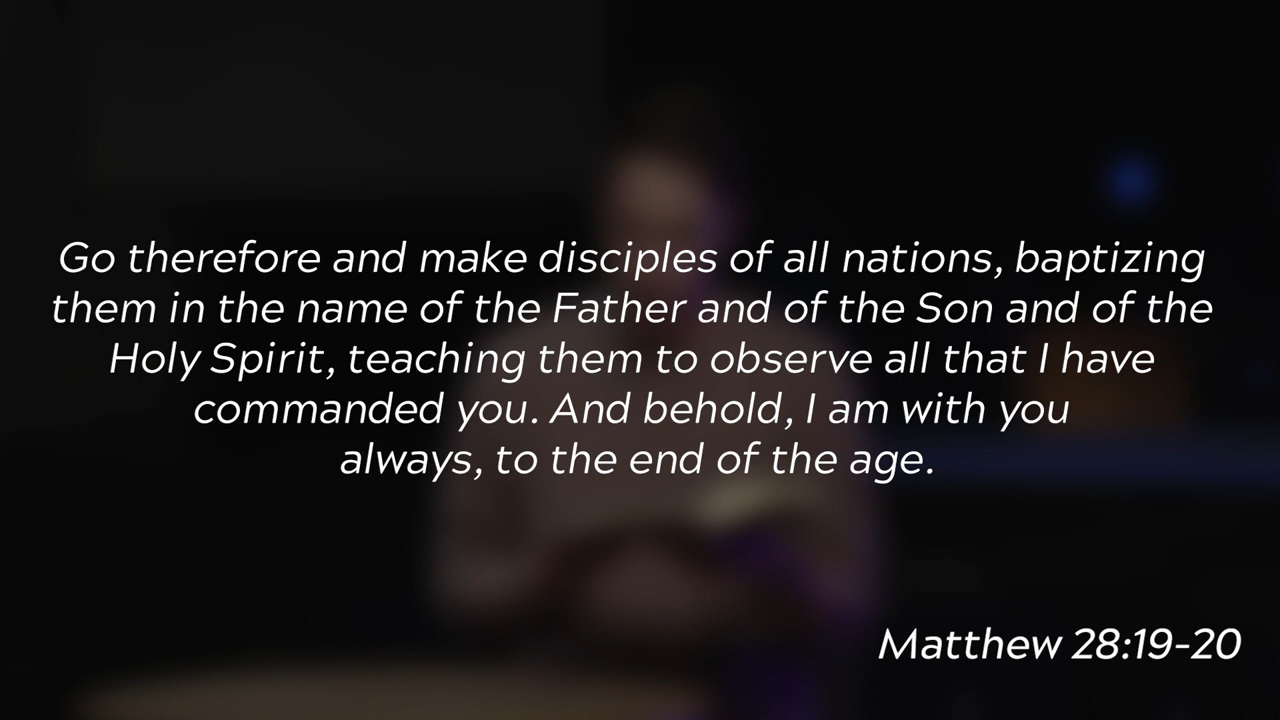 Go therefore and make disciples of all nations, baptizing
them in the name of the Father and of the Son and of the
Holy Spirit, teaching them to observe all that I have
commanded you. And behold, I am with you
always, to the end of the age.
Matthew 28:19-20